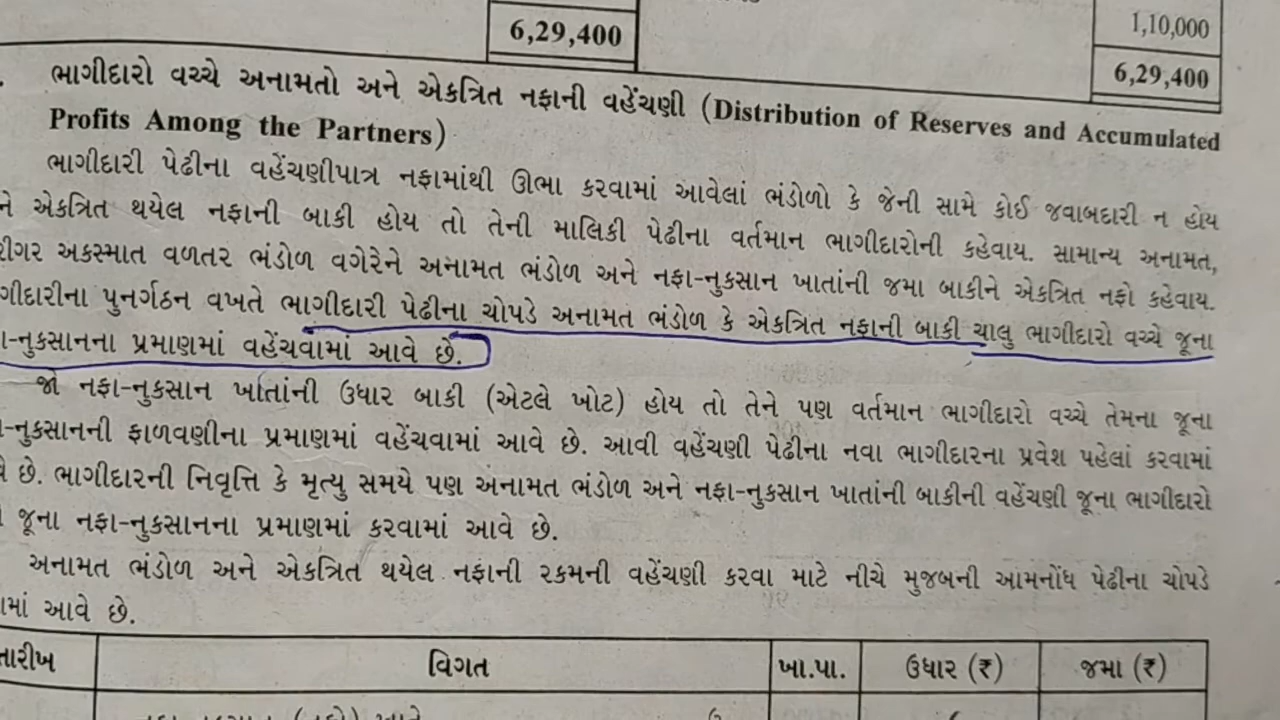 6,29,400
1,10,000
6,29,400
ભાગીદારો વચ્ચે અનામતો અને એકત્રિત નફાની વહેંચણી (Distribution of Reserves and Accumulated
Profits Among the Partners)
ભાગીદારી પેઢીના વહેંચણીપાત્ર નફામાંથી ઊભા કરવામાં આવેલાં ભંડોળો કે જેની સામે કોઈ જવાબદારી ન હોય
ને એકત્રિત થયેલ નફાની બાકી હોય તો તેની માલિકી પેઢીના વર્તમાન ભાગીદારોની કહેવાય. સામાન્ય અનામત,
રીગર અકસ્માત વળતર ભંડોળ વગેરેને અનામત ભંડોળ અને નફા-નુકસાન ખાતાંની જમા બાકીને એકત્રિત નફો કહેવાય.
ગીદારીના પુનર્ગઠન વખતે ભાગીદારી પેઢીના ચોપડે અનામત ભંડોળ કે એકત્રિત નફાની બાકી ચાલુ ભાગીદારો વચ્ચે જૂના
-નુકસાનના પ્રમાણમાં વહેંચવામાં આવે છે.
જો નફા-નુકસાન ખાતાંની ઉધાર બાકી (એટલે ખોટ) હોય તો તેને પણ વર્તમાન ભાગીદારો વચ્ચે તેમના જૂના
-નુકસાનની ફાળવણીના પ્રમાણમાં વહેંચવામાં આવે છે. આવી વહેંચણી પેઢીના નવા ભાગીદારના પ્રવેશ પહેલાં કરવામાં
છે. ભાગીદારની નિવૃત્તિ કે મૃત્યુ સમયે પણ અનામત ભંડોળ અને નફા-નુકસાન ખાતાંની બાકીની વહેંચણી જૂના ભાગીદારો
જૂના નફા-નુકસાનના પ્રમાણમાં કરવામાં આવે છે.
અનામત ભંડોળ અને એકત્રિત થયેલ નફાની રકમની વહેંચણી કરવા માટે નીચે મુજબની આમનોંધ પેઢીના ચોપડે
માં આવે છે.
તારીખ વિગત ખા.પા. ઉધાર (₹) જમા (₹)